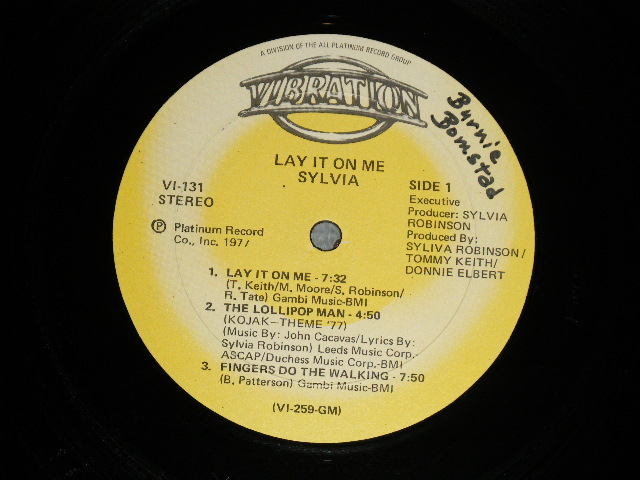 A DIVISION OF THE ALL PLATINUM RECORD GROUP
VIBRATION
Burnie
Bomstad
LAY IT ON ME
SYLVIA
VI-131
STEREO
Ⓟ Platinum Record
Co., Inc. 1977
SIDE 1
Executive
Producer: SYLVIA
ROBINSON
Produced By:
SYLIVA ROBINSON/
TOMMY KEITH/
DONNIE ELBERT
1. LAY IT ON ME - 7:32
(T. Keith/M. Moore/S. Robinson/
R. Tate) Gambi Music-BMI
2. THE LOLLIPOP MAN - 4:50
(KOJAK-THEME '77)
(Music By: John Cacavas/Lyrics By:
Sylvia Robinson) Leeds Music Corp.-
ASCAP/Duchess Music Corp.-BMI
3. FINGERS DO THE WALKING - 7:50
(B. Patterson) Gambi Music-BMI
(VI-259-GM)